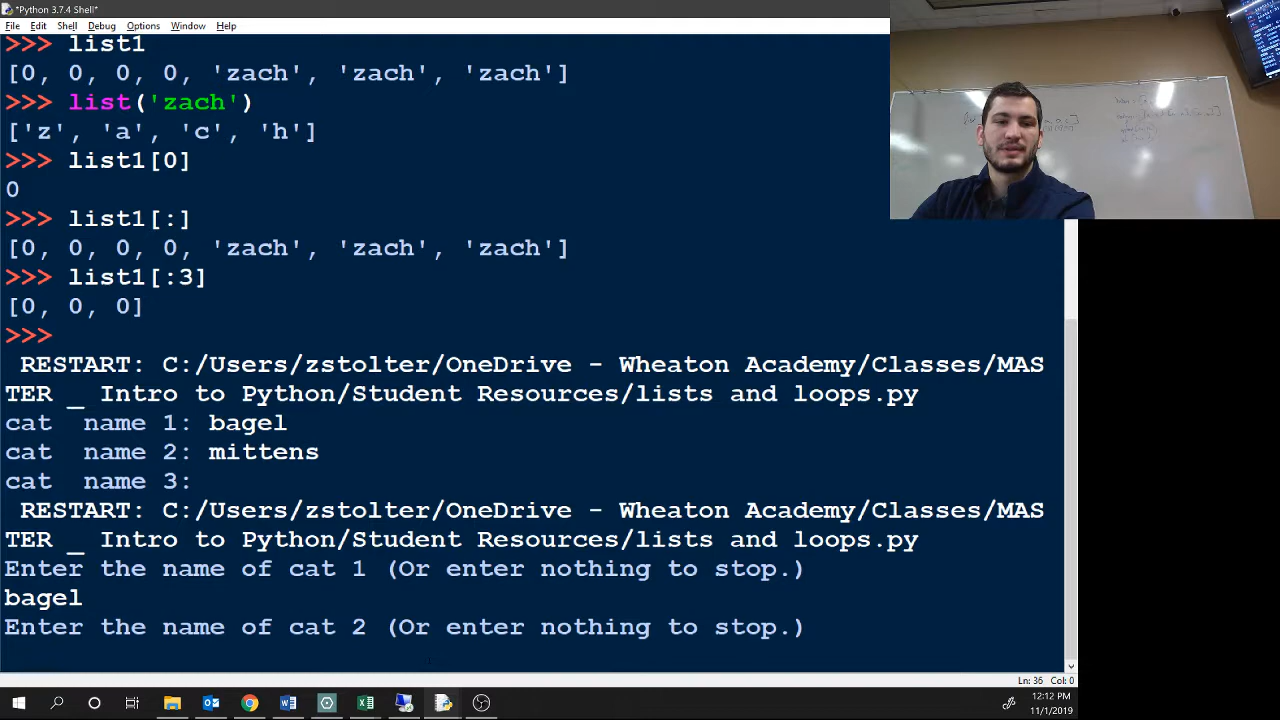 *Python 3.7.4 Shell*
File Edit Shell Debug Options Window Help
>>> list1
[0, 0, 0, 0, 'zach', 'zach', 'zach']
>>> list('zach')
['z', 'a', 'c', 'h']
>>> list1[0]
0
>>> list1[:]
[0, 0, 0, 0, 'zach', 'zach', 'zach']
>>> list1[:3]
[0, 0, 0]
>>>
RESTART: C:/Users/zstolter/OneDrive - Wheaton Academy/Classes/MAS
TER _ Intro to Python/Student Resources/lists and loops.py
cat  name 1: bagel
cat  name 2: mittens
cat  name 3:
RESTART: C:/Users/zstolter/OneDrive - Wheaton Academy/Classes/MAS
TER _ Intro to Python/Student Resources/lists and loops.py
Enter the name of cat 1 (Or enter nothing to stop.)
bagel
Enter the name of cat 2 (Or enter nothing to stop.)
Ln: 36 Col: 0
12:12 PM
11/1/2019